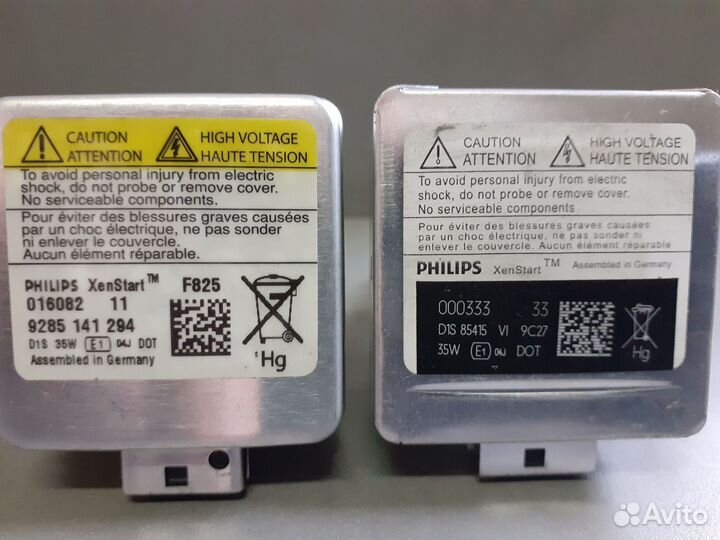 CAUTION HIGH VOLTAGE
ATTENTION HAUTE TENSION
To avoid personal injury from electric
shock, do not probe or remove cover.
No serviceable components.
Pour éviter des blessures graves causées
par un choc électrique, ne pas sonder
ni enlever le couvercle.
Aucun élément réparable.
PHILIPS XenStart™ F825
016082 11
9285 141 294
D1S 35W E1 04J DOT
Assembled in Germany
Hg
CAUTION HIGH VOLTAGE
ATTENTION HAUTE TENSION
To avoid personal injury from electric
shock, do not probe or remove cover.
No serviceable components.
Pour éviter des blessures graves causées
par un choc électrique, ne pas sonder ni
enlever le couvercle. Aucun élément réparable
PHILIPS XenStart™ Assembled in Germany
000333 33
D1S 85415 VI 9C27
35W E1 04J DOT
Hg
Avito